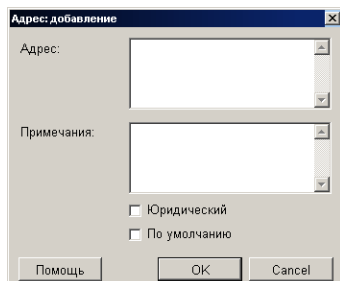 Адрес: добавление
Адрес:
Примечания:
Юридический
По умолчанию
Помощь OK Cancel